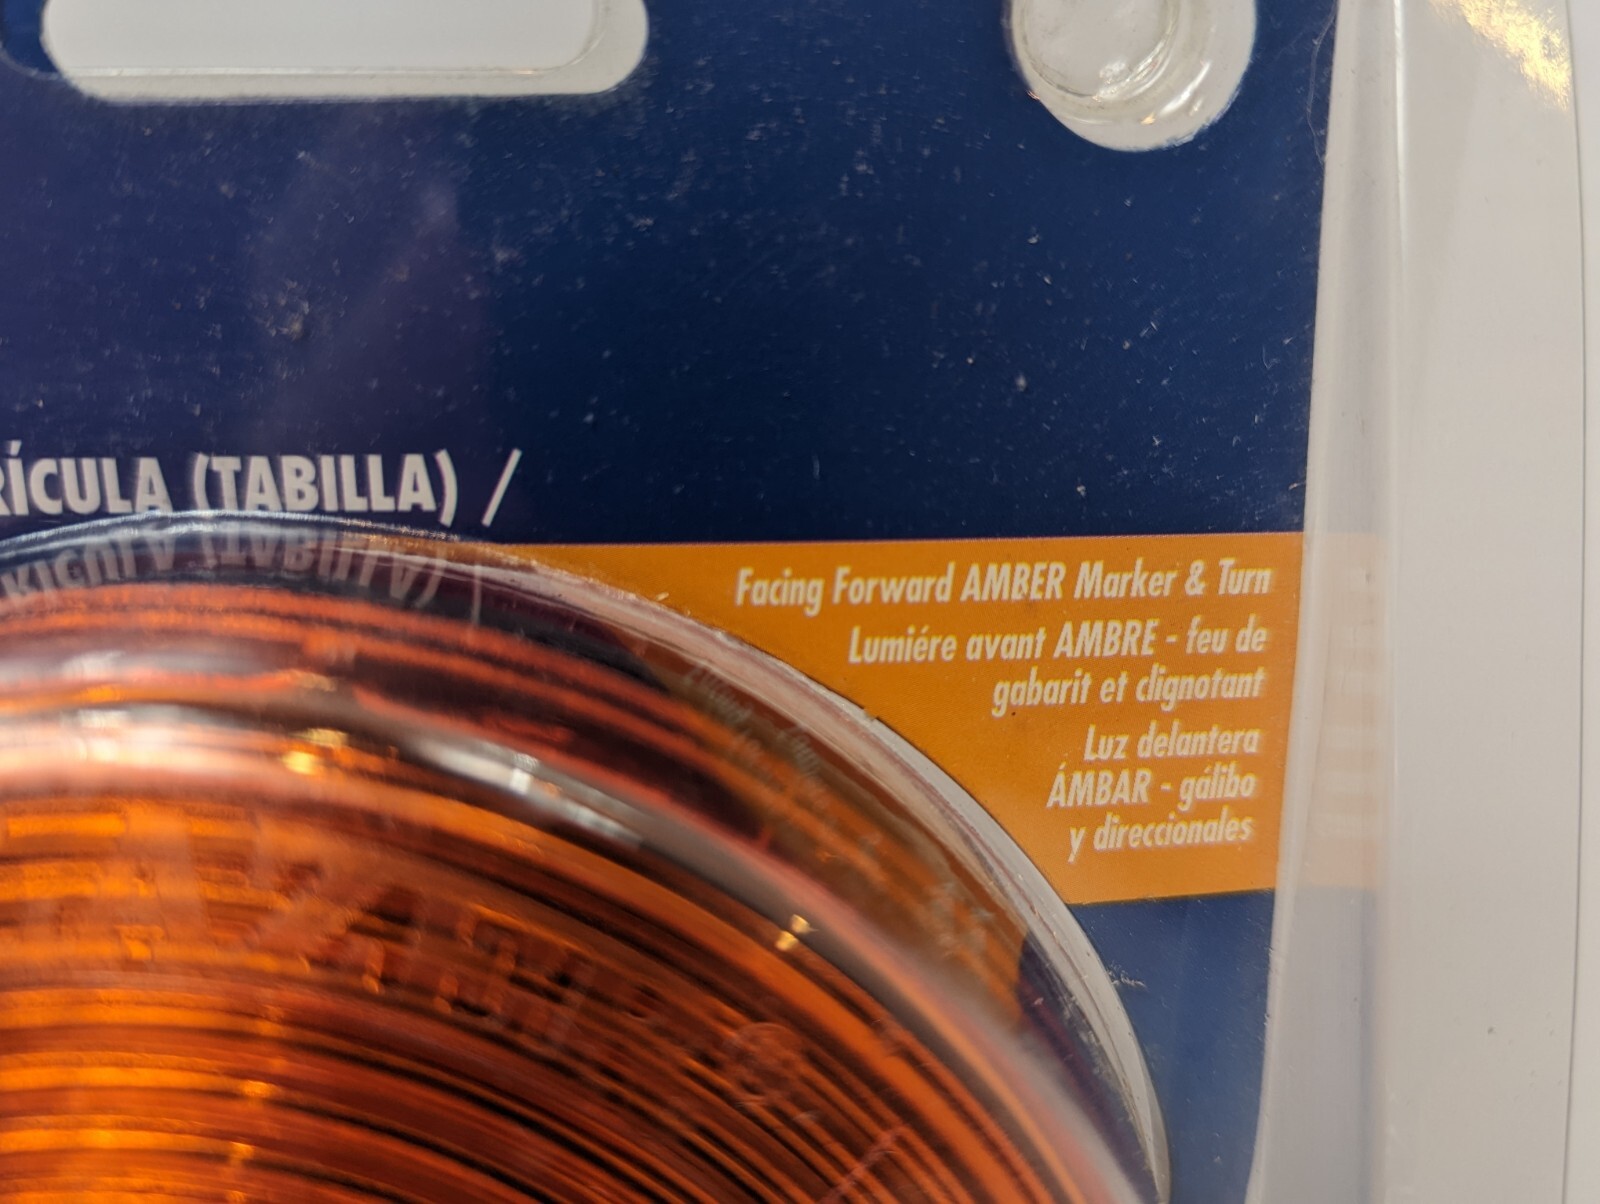 RÍCULA (TABILLA) /
Facing Forward AMBER Marker & Turn
Lumiére avant AMBRE - feu de
gabarit et clignotant
Luz delantera
ÁMBAR - gálibo
y direccionales